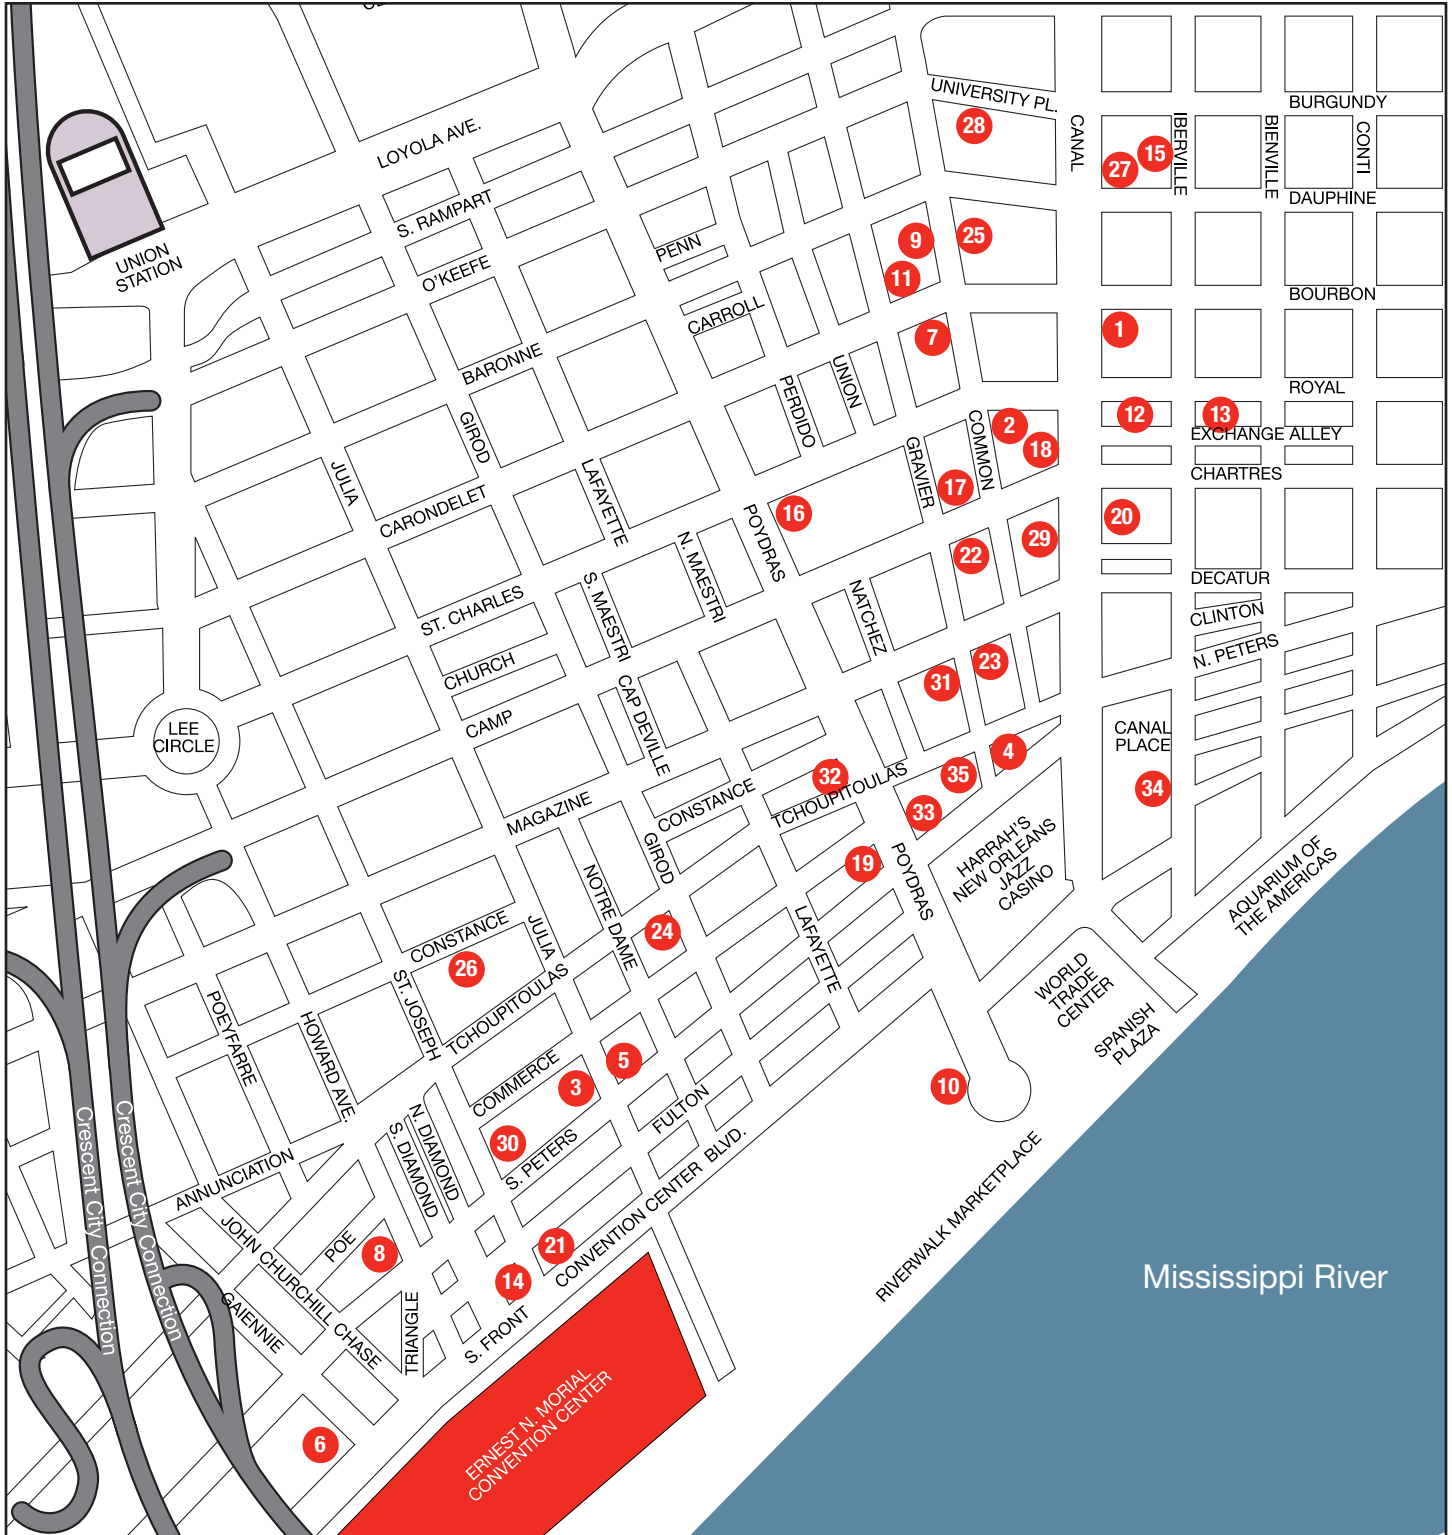 UNIVERSITY PL.
BURGUNDY
28
CANAL
IBERVILLE
BIENVILLE
CONTI
LOYOLA AVE.
15
27
DAUPHINE
S. RAMPART
UNION
STATION
O'KEEFE
PENN
9
25
11
BOURBON
CARROLL
7
1
BARONNE
UNION
PERDIDO
ROYAL
GIROD
COMMON
2
12
13
EXCHANGE ALLEY
18
JULIA
LAFAYETTE
GRAVIER
CHARTRES
CARONDELET
17
16
POYDRAS
20
N. MAESTRI
22
29
DECATUR
ST. CHARLES
S. MAESTRI
NATCHEZ
CLINTON
N. PETERS
CHURCH
23
31
CAP DEVILLE
CAMP
LEE
CIRCLE
CANAL
PLACE
4
32
TCHOUPITOULAS
35
34
CONSTANCE
MAGAZINE
33
GIROD
HARRAH'S
NEW ORLEANS
JAZZ
CASINO
POYDRAS
19
NOTRE DAME
AQUARIUM OF
THE AMERICAS
CONSTANCE
JULIA
24
LAFAYETTE
26
ST. JOSEPH
TCHOUPITOULAS
WORLD
TRADE
CENTER
POEYFARRE
HOWARD AVE.
SPANISH
PLAZA
COMMERCE
5
3
10
FULTON
N. DIAMOND
S. DIAMOND
30
S. PETERS
Crescent City Connection
Crescent City Connection
ANNUNCIATION
CONVENTION CENTER BLVD.
RIVERWALK MARKETPLACE
JOHN CHURCHILL CHASE
POE
8
21
14
Mississippi River
GAIENNIE
TRIANGLE
S. FRONT
ERNEST N. MORIAL
CONVENTION CENTER
6